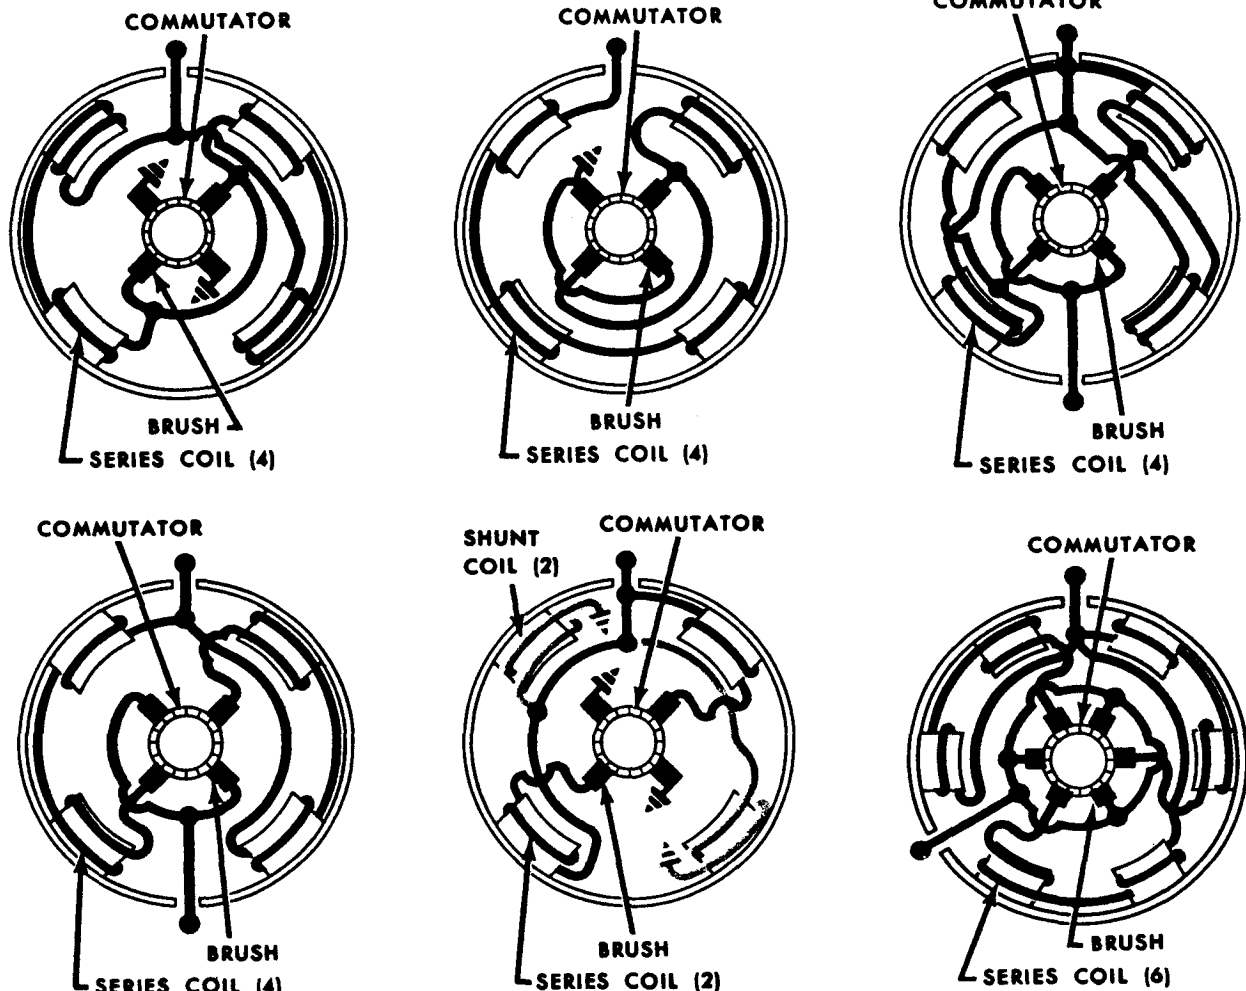 COMMUTATOR
BRUSH
SERIES COIL (4)
COMMUTATOR
BRUSH
SERIES COIL (4)
COMMUTATOR
BRUSH
SERIES COIL (4)
COMMUTATOR
BRUSH
SERIES COIL (4)
SHUNT
COIL (2)
COMMUTATOR
BRUSH
SERIES COIL (2)
COMMUTATOR
BRUSH
SERIES COIL (6)